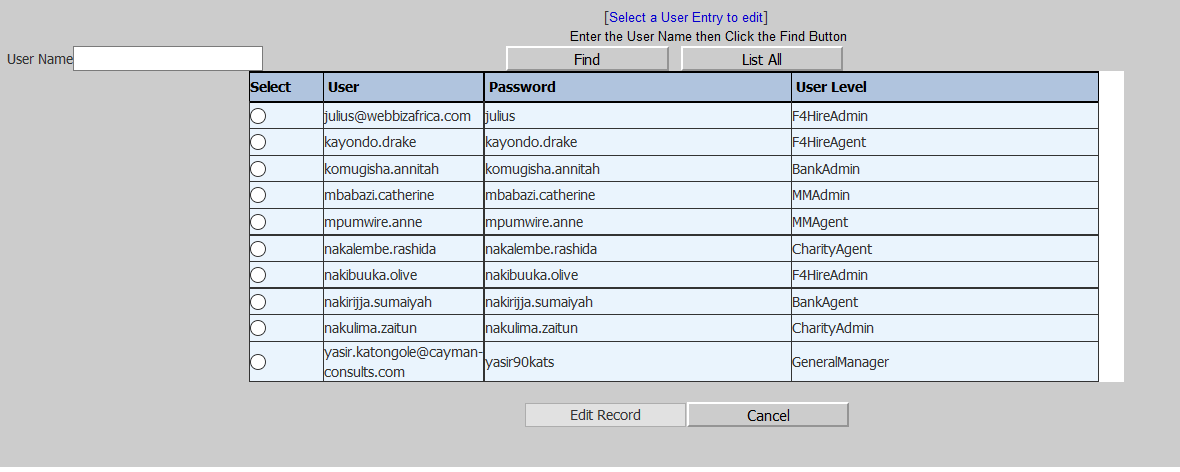 [Select a User Entry to edit]
Enter the User Name then Click the Find Button
User Name Find List All
Select User Password User Level
julius@webbizafrica.com julius F4HireAdmin
kayondo.drake kayondo.drake F4HireAgent
komugisha.annitah komugisha.annitah BankAdmin
mbabazi.catherine mbabazi.catherine MMAdmin
mpumwire.anne mpumwire.anne MMAgent
nakalembe.rashida nakalembe.rashida CharityAgent
nakibuuka.olive nakibuuka.olive F4HireAdmin
nakirijja.sumaiyah nakirijja.sumaiyah BankAgent
nakulima.zaitun nakulima.zaitun CharityAdmin
yasir.katongole@cayman-
consults.com yasir90kats GeneralManager
Edit Record Cancel